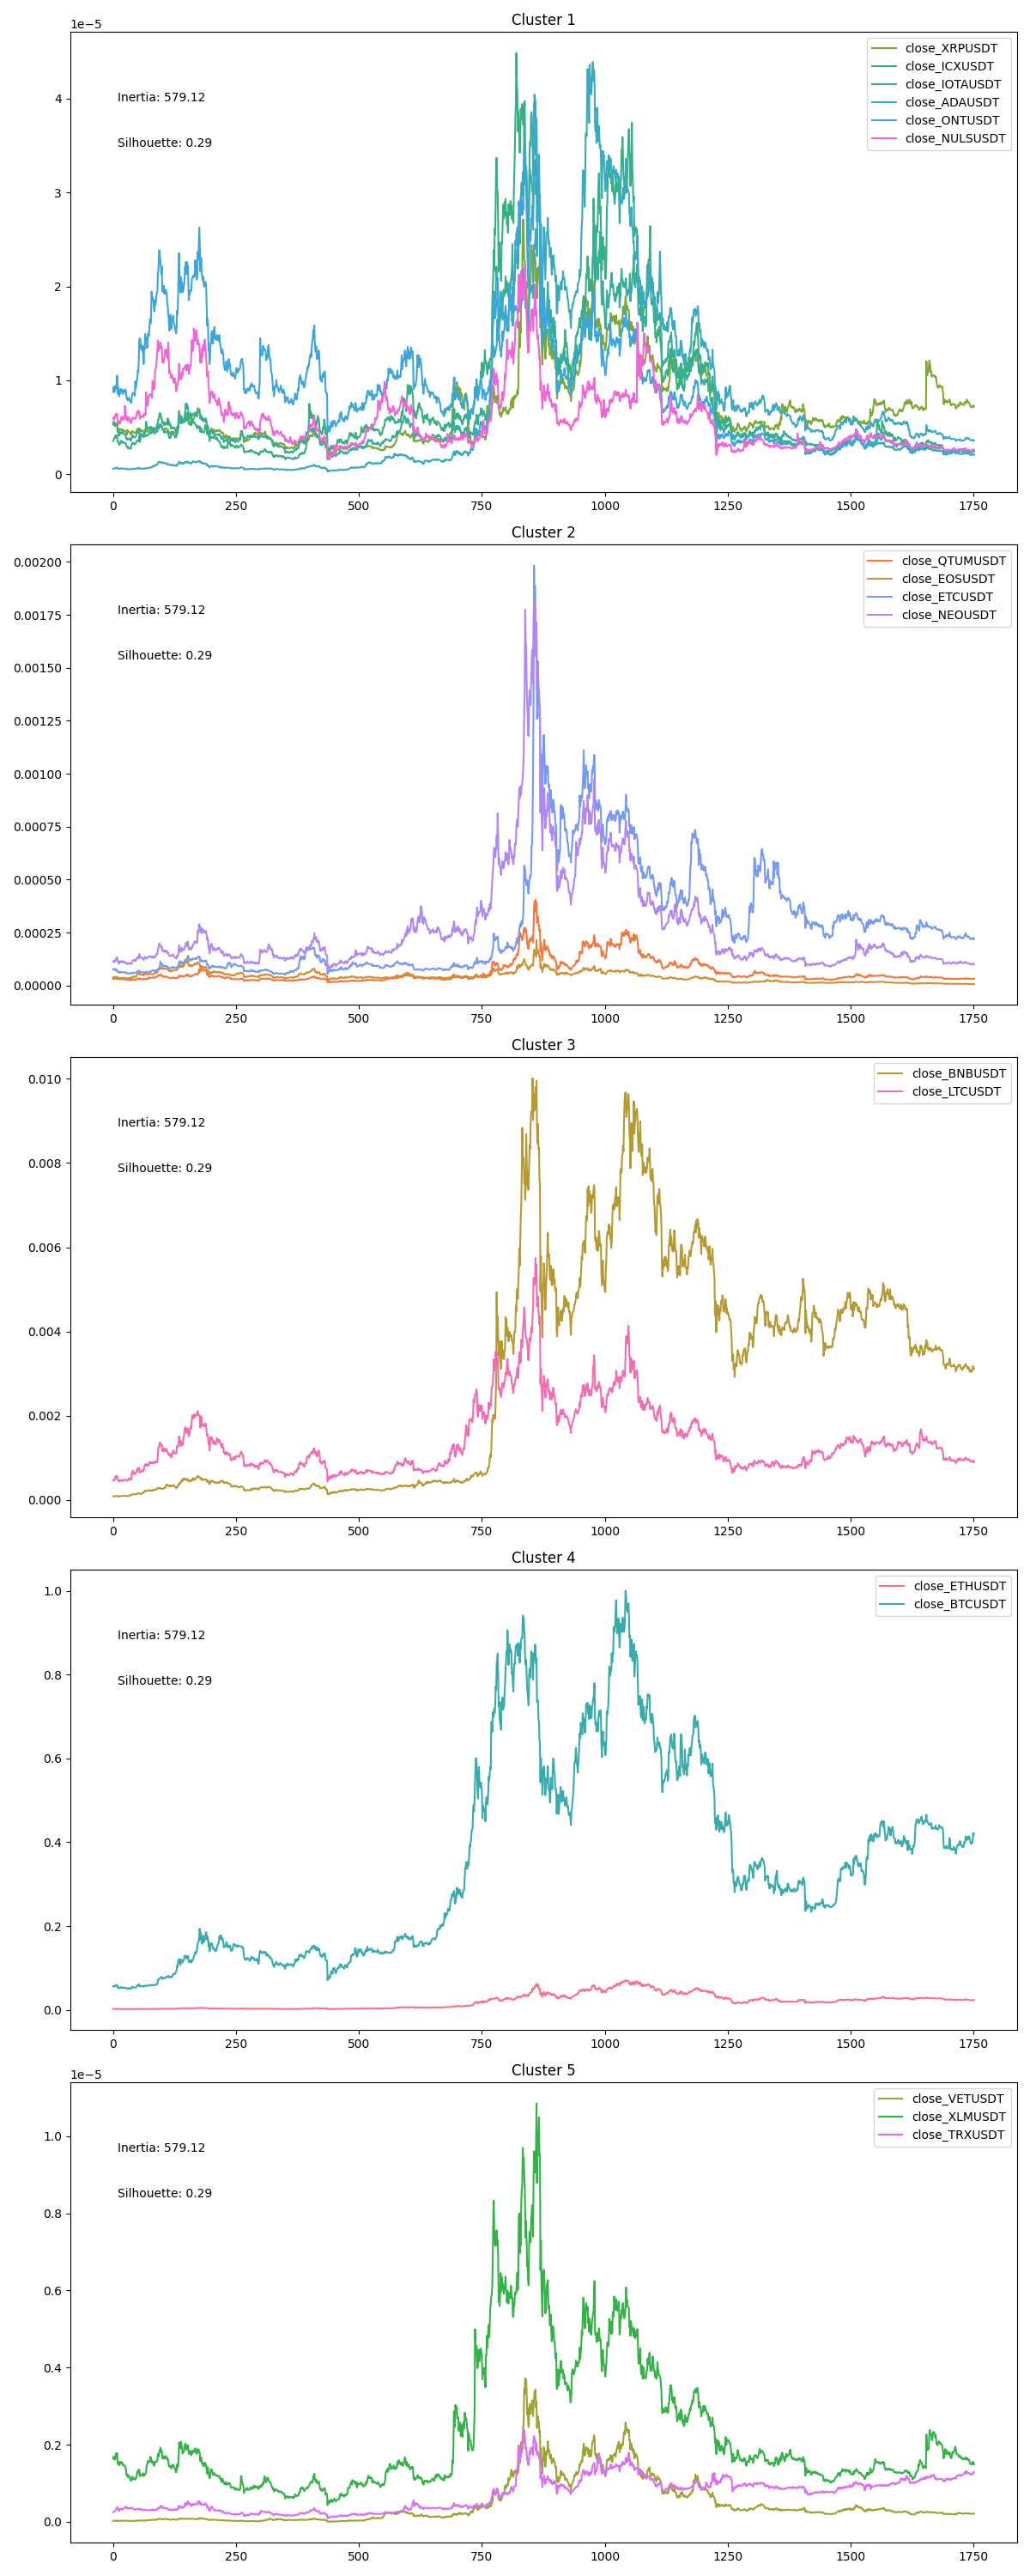 Cluster 1
1e−5
close_XRPUSDT
close_ICXUSDT
close_IOTAUSDT
close_ADAUSDT
close_ONTUSDT
close_NULSUSDT
Inertia: 579.12
Silhouette: 0.29
4
3
2
1
0
0 250 500 750 1000 1250 1500 1750
Cluster 2
close_QTUMUSDT
close_EOSUSDT
close_ETCUSDT
close_NEOUSDT
Inertia: 579.12
Silhouette: 0.29
0.00200
0.00175
0.00150
0.00125
0.00100
0.00075
0.00050
0.00025
0.00000
0 250 500 750 1000 1250 1500 1750
Cluster 3
close_BNBUSDT
close_LTCUSDT
Inertia: 579.12
Silhouette: 0.29
0.010
0.008
0.006
0.004
0.002
0.000
0 250 500 750 1000 1250 1500 1750
Cluster 4
close_ETHUSDT
close_BTCUSDT
Inertia: 579.12
Silhouette: 0.29
1.0
0.8
0.6
0.4
0.2
0.0
0 250 500 750 1000 1250 1500 1750
Cluster 5
1e−5
close_VETUSDT
close_XLMUSDT
close_TRXUSDT
Inertia: 579.12
Silhouette: 0.29
1.0
0.8
0.6
0.4
0.2
0.0
0 250 500 750 1000 1250 1500 1750